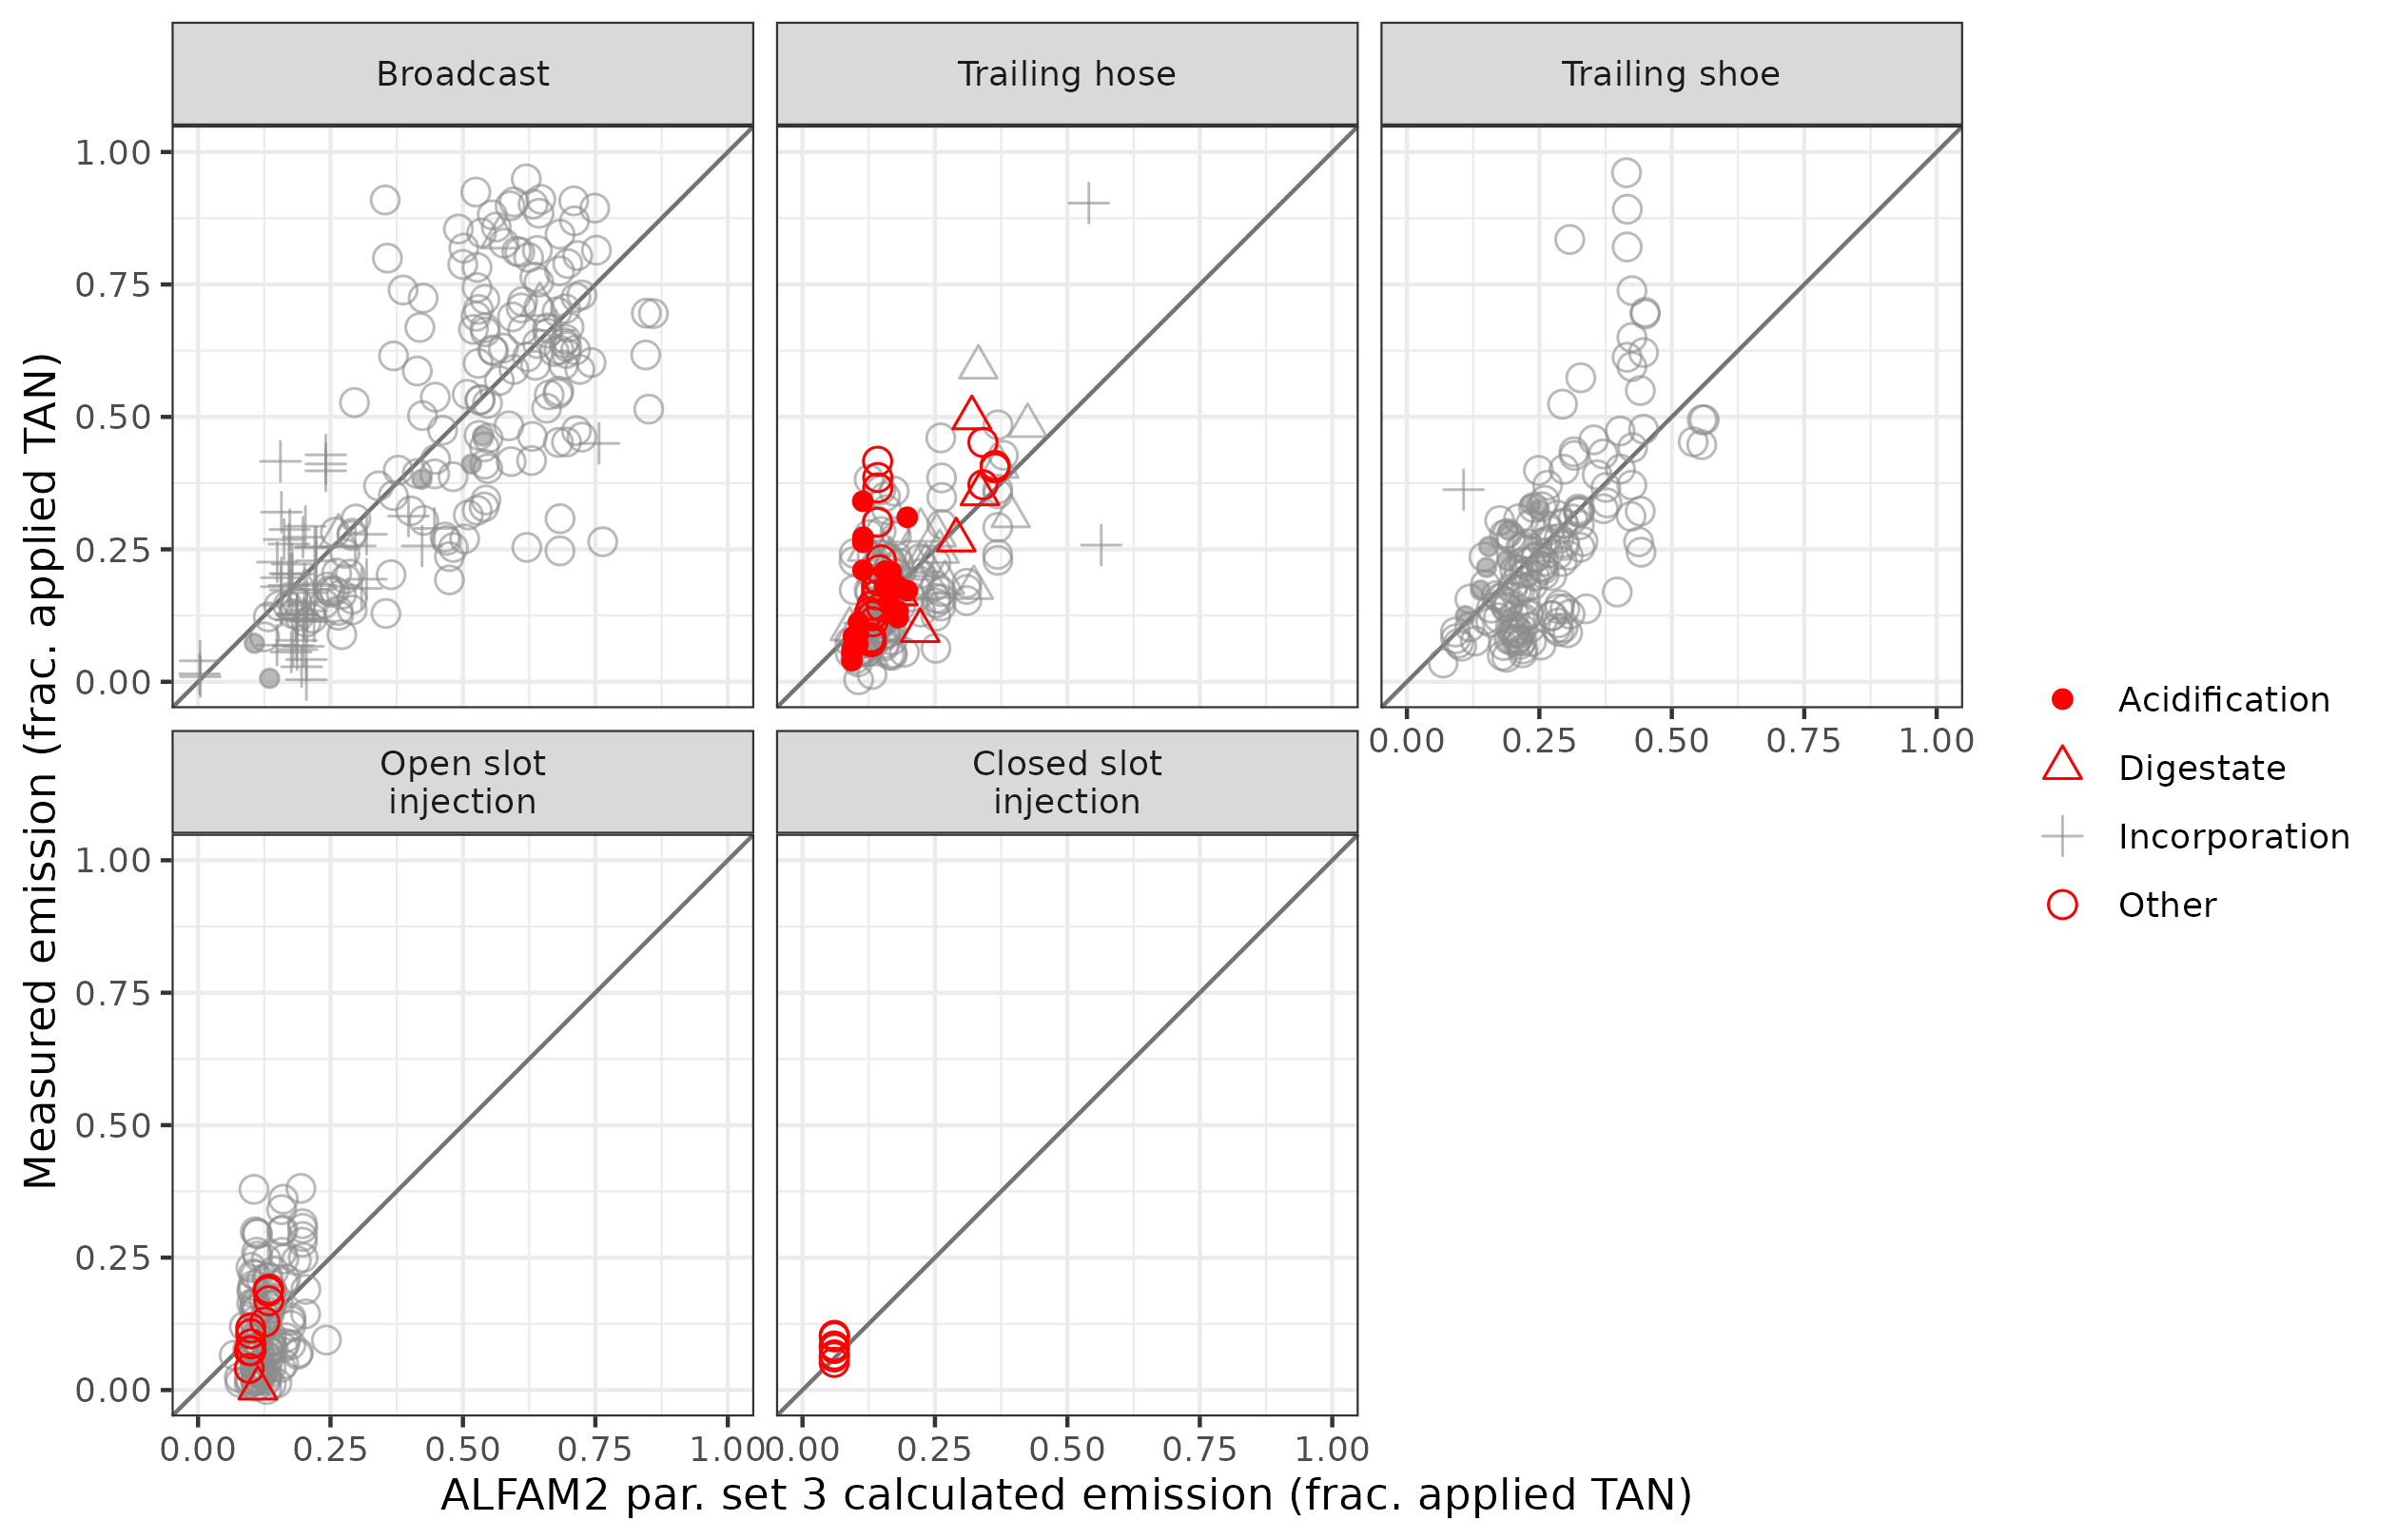 Broadcast
Trailing hose
Trailing shoe
1.00
0.75
0.50
0.25
0.00
0.00 0.25 0.50 0.75 1.00
Open slot
injection
Closed slot
injection
1.00
0.75
0.50
0.25
0.00
0.00 0.25 0.50 0.75 1.00
0.00 0.25 0.50 0.75 1.00
Measured emission (frac. applied TAN)
ALFAM2 par. set 3 calculated emission (frac. applied TAN)
Acidification
Digestate
Incorporation
Other